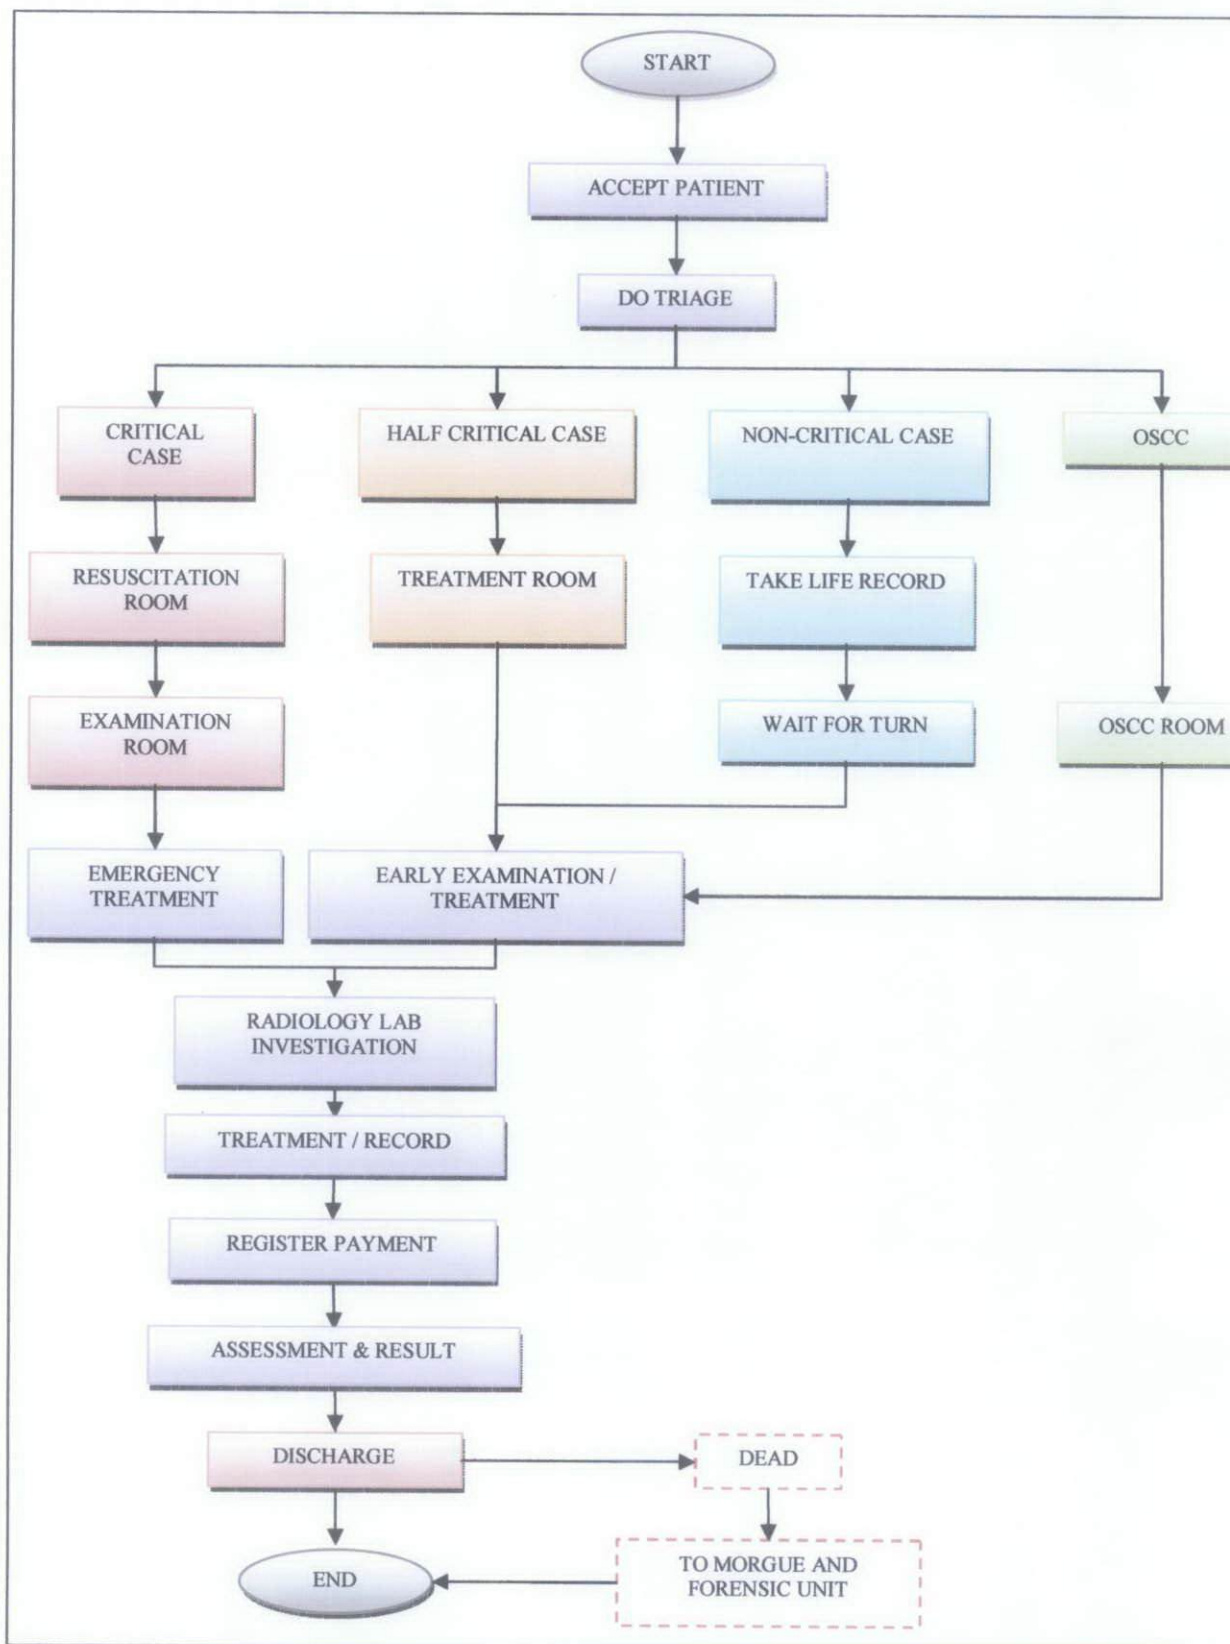 START
ACCEPT PATIENT
DO TRIAGE
CRITICAL
CASE
HALF CRITICAL CASE
NON-CRITICAL CASE
OSCC
RESUSCITATION
ROOM
TREATMENT ROOM
TAKE LIFE RECORD
EXAMINATION
ROOM
WAIT FOR TURN
OSCC ROOM
EMERGENCY
TREATMENT
EARLY EXAMINATION /
TREATMENT
RADIOLOGY LAB
INVESTIGATION
TREATMENT / RECORD
REGISTER PAYMENT
ASSESSMENT & RESULT
DISCHARGE
DEAD
TO MORGUE AND
FORENSIC UNIT
END